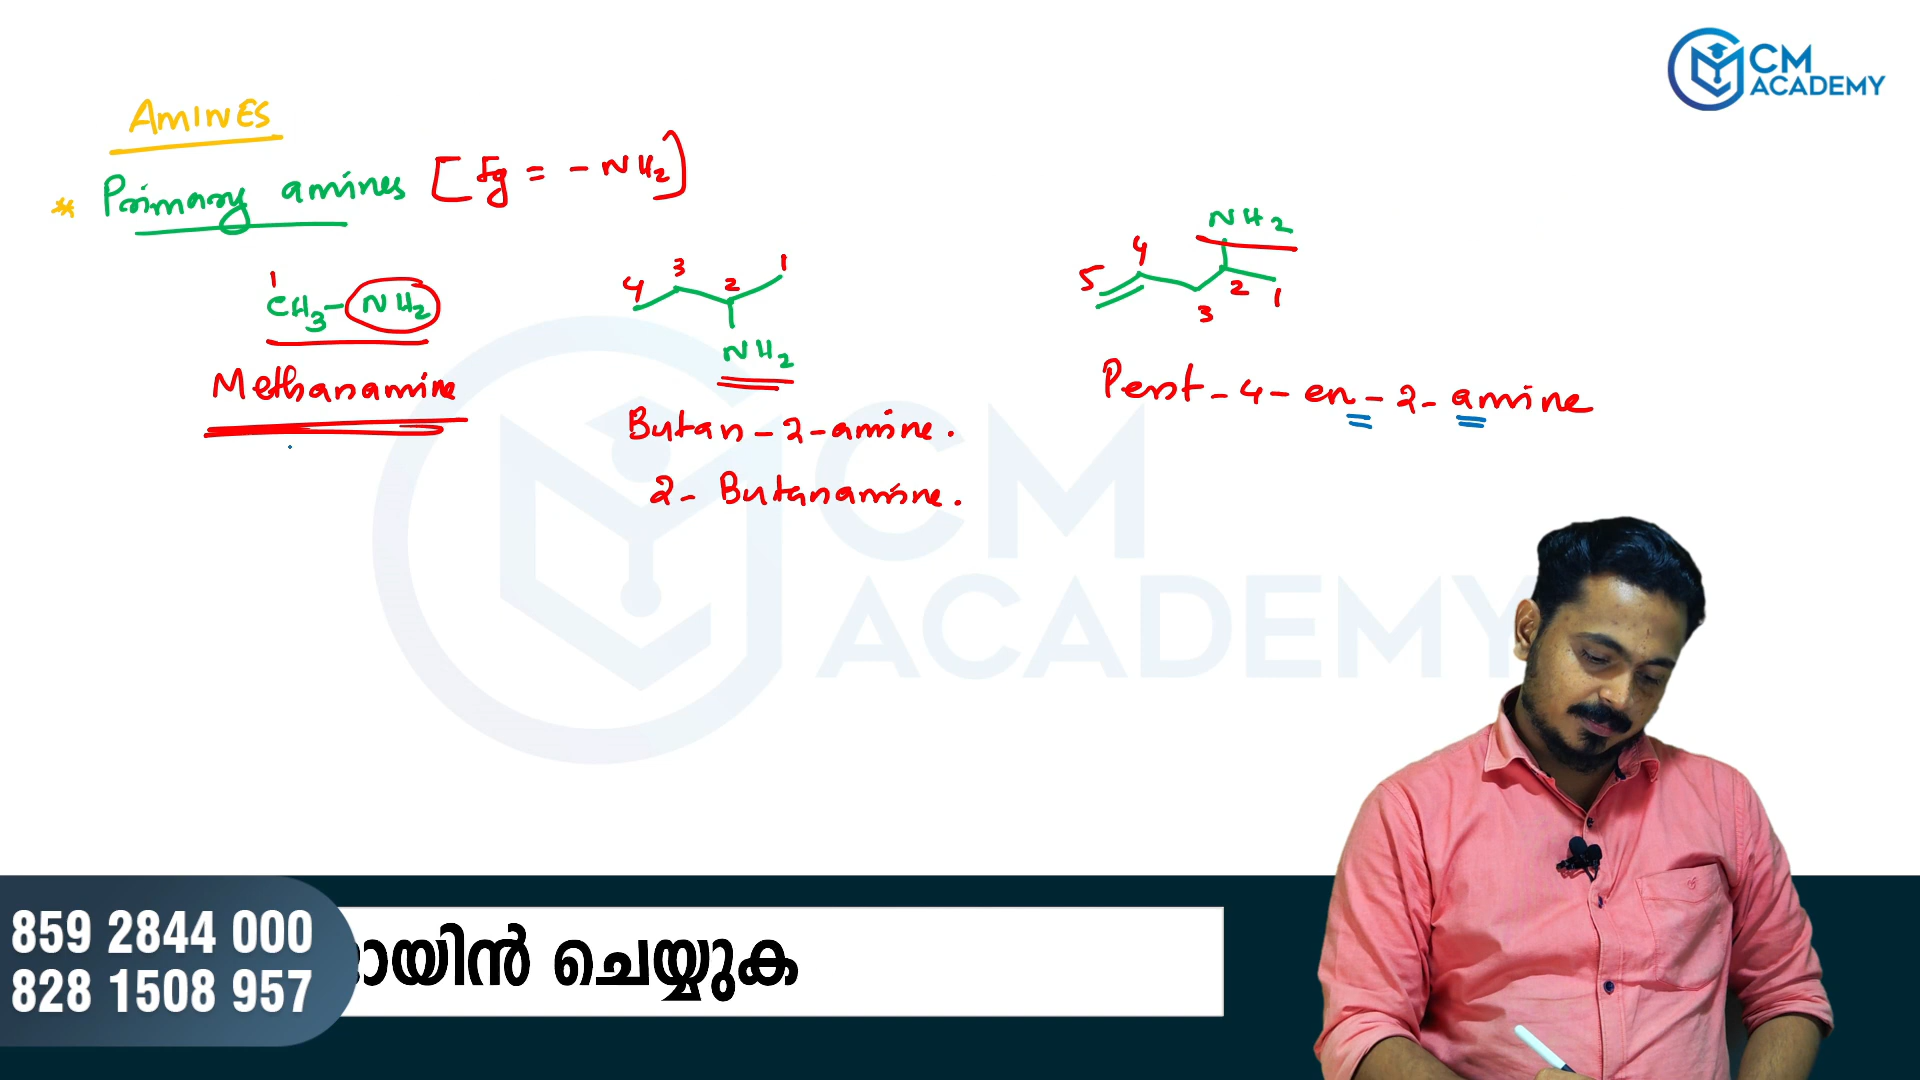 CM
ACADEMY
AMINES
* Primary amines [Fg = -NH2]
1
CH3-NH2
Methanamine
4 3 2 1
NH2
Butan-2-amine.
2-Butanamine.
NH2
5 4 3 2 1
Pent-4-en-2-amine
CM
ACADEMY
859 2844 000
828 1508 957
ചെയ്യുക